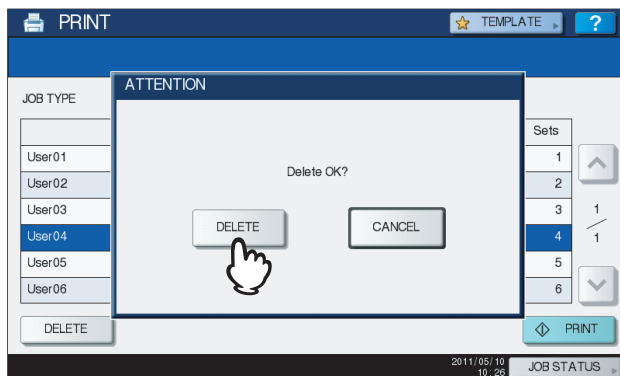 PRINT
TEMPLATE
?
ATTENTION
JOB TYPE
Sets
User01 1
User02 2
User03 3
User04 4
User05 5
User06 6
Delete OK?
DELETE CANCEL
1
1
DELETE
PRINT
2011/05/10
10:26
JOB STATUS